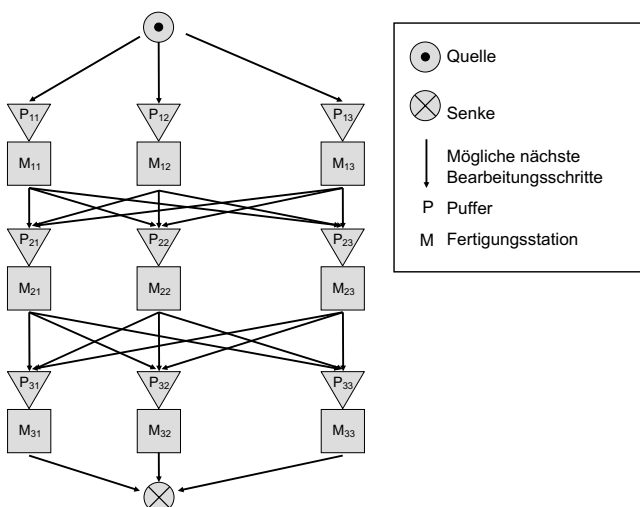 P11 P12 P13
M11 M12 M13
P21 P22 P23
M21 M22 M23
P31 P32 P33
M31 M32 M33
Quelle
Senke
Mögliche nächste
Bearbeitungsschritte
P Puffer
M Fertigungsstation